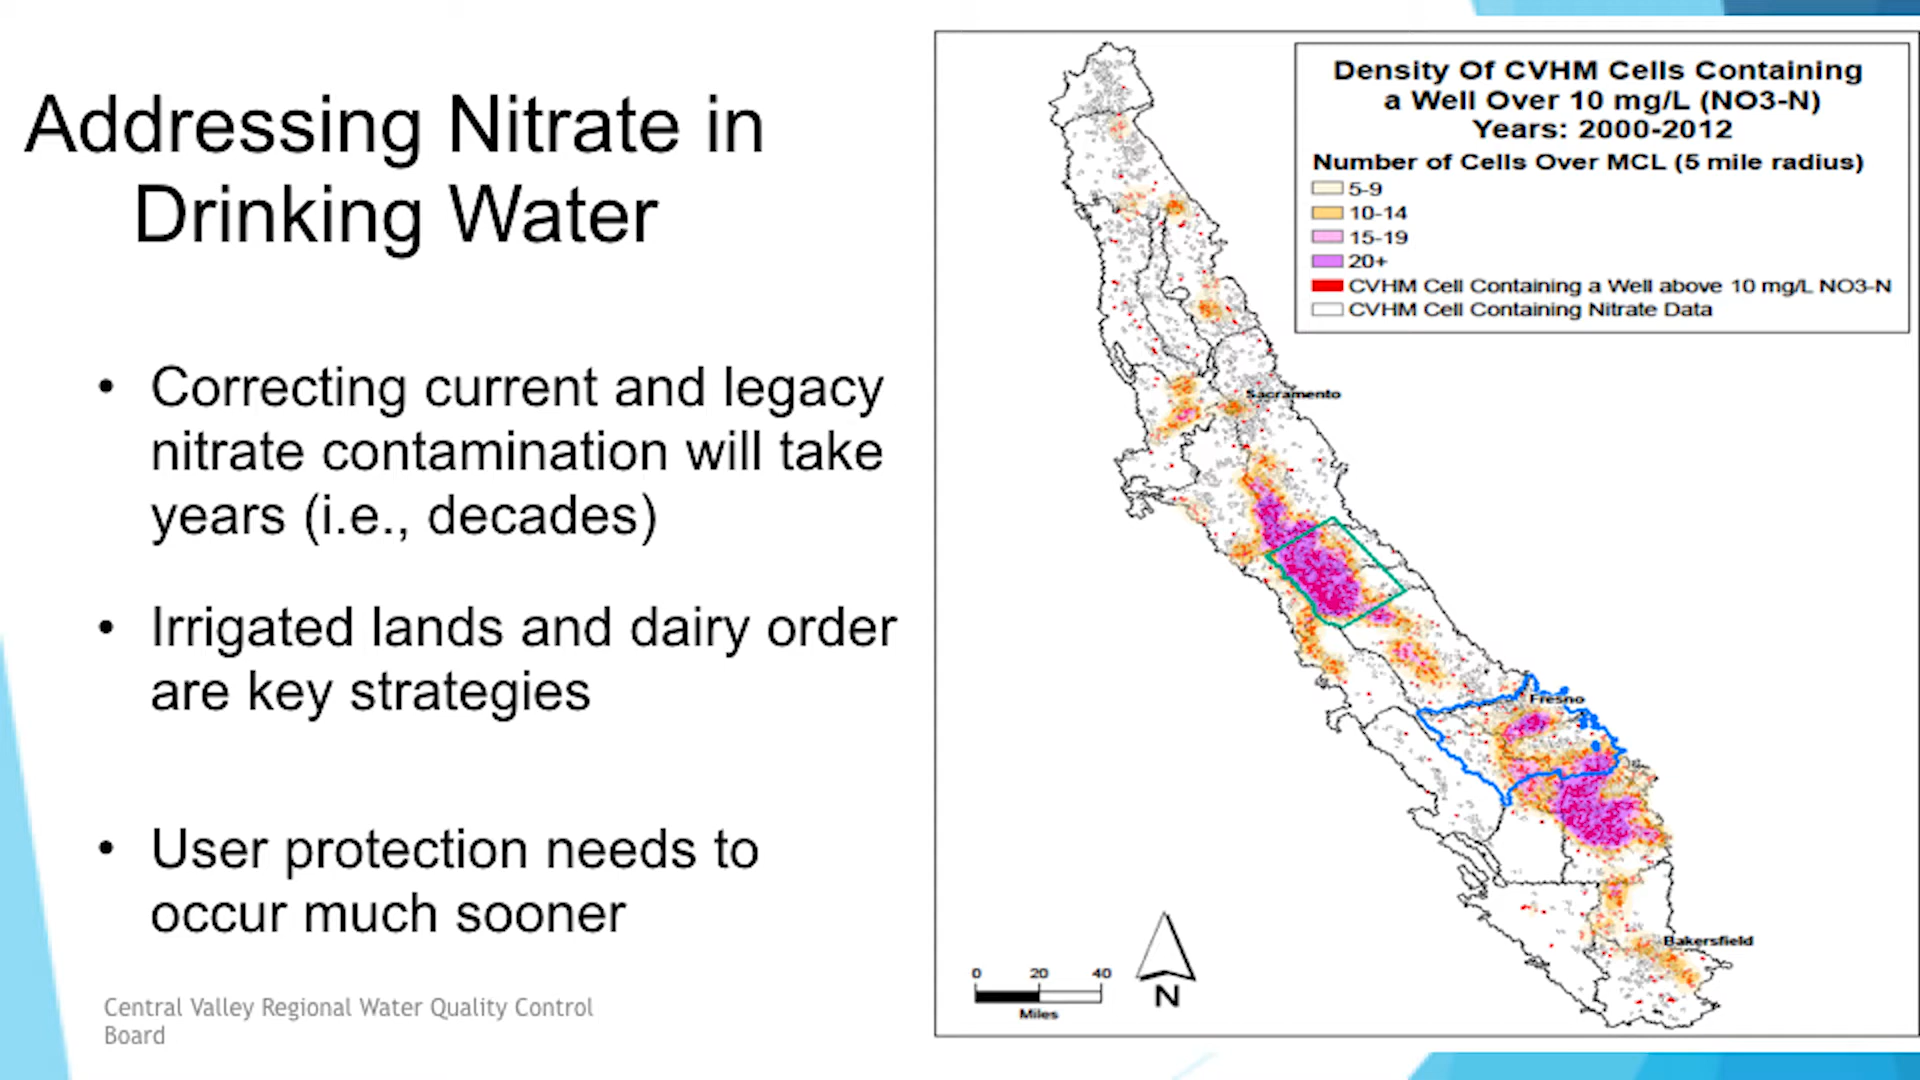 Addressing Nitrate in
Drinking Water
• Correcting current and legacy
nitrate contamination will take
years (i.e., decades)
• Irrigated lands and dairy order
are key strategies
• User protection needs to
occur much sooner
Central Valley Regional Water Quality Control
Board
Density Of CVHM Cells Containing
a Well Over 10 mg/L (NO3-N)
Years: 2000-2012
Number of Cells Over MCL (5 mile radius)
5-9
10-14
15-19
20+
CVHM Cell Containing a Well above 10 mg/L NO3-N
CVHM Cell Containing Nitrate Data
Sacramento
Fresno
Bakersfield
0 20 40
Miles
N